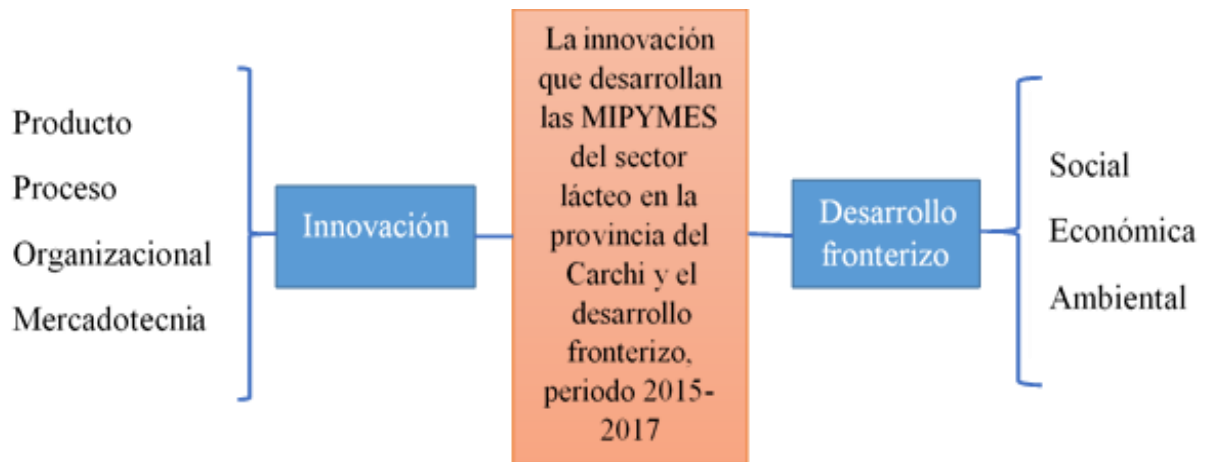 Producto
Proceso
Organizacional
Mercadotecnia
Innovación
La innovación
que desarrollan
las MIPYMES
del sector
lácteo en la
provincia del
Carchi y el
desarrollo
fronterizo,
periodo 2015-
2017
Desarrollo
fronterizo
Social
Económica
Ambiental